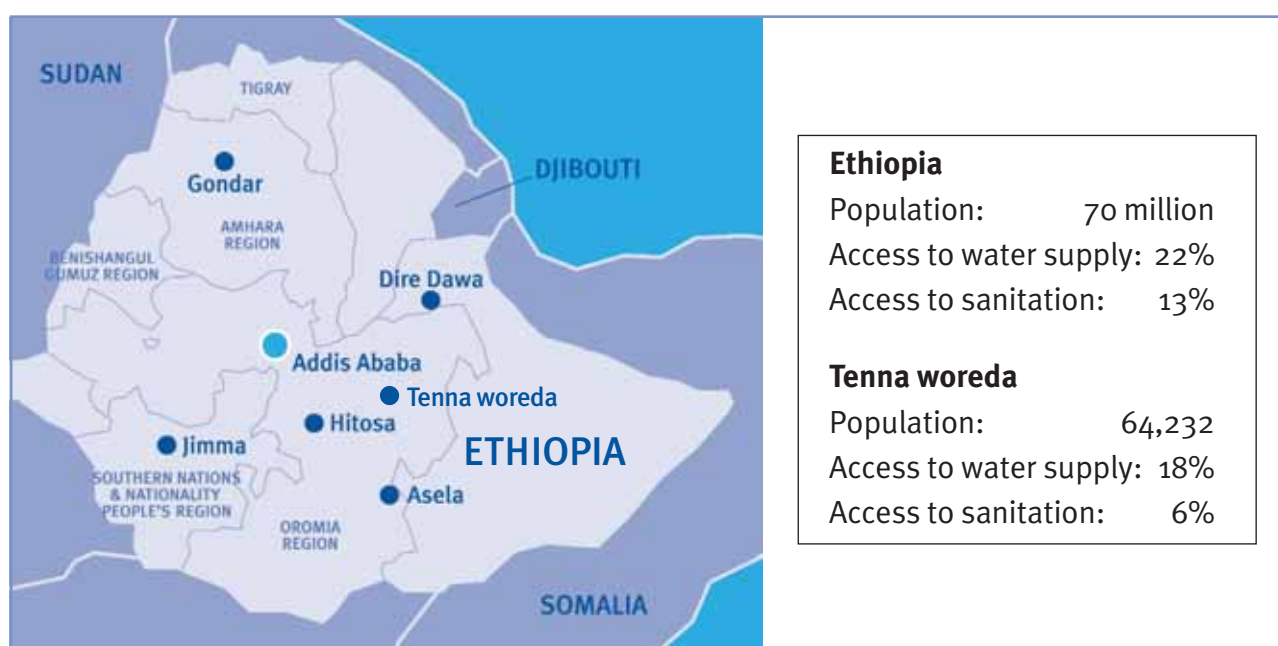 SUDAN
TIGRAY
Gondar
DJIBOUTI
AMHARA
REGION
BENISHANGUL
GUMUZ REGION
Dire Dawa
Addis Ababa
Tenna woreda
Hitosa
Jimma
ETHIOPIA
SOUTHERN NATIONS
& NATIONALITY
PEOPLE'S REGION
Asela
OROMIA
REGION
SOMALIA
Ethiopia
Population: 70 million
Access to water supply: 22%
Access to sanitation: 13%
Tenna woreda
Population: 64,232
Access to water supply: 18%
Access to sanitation: 6%